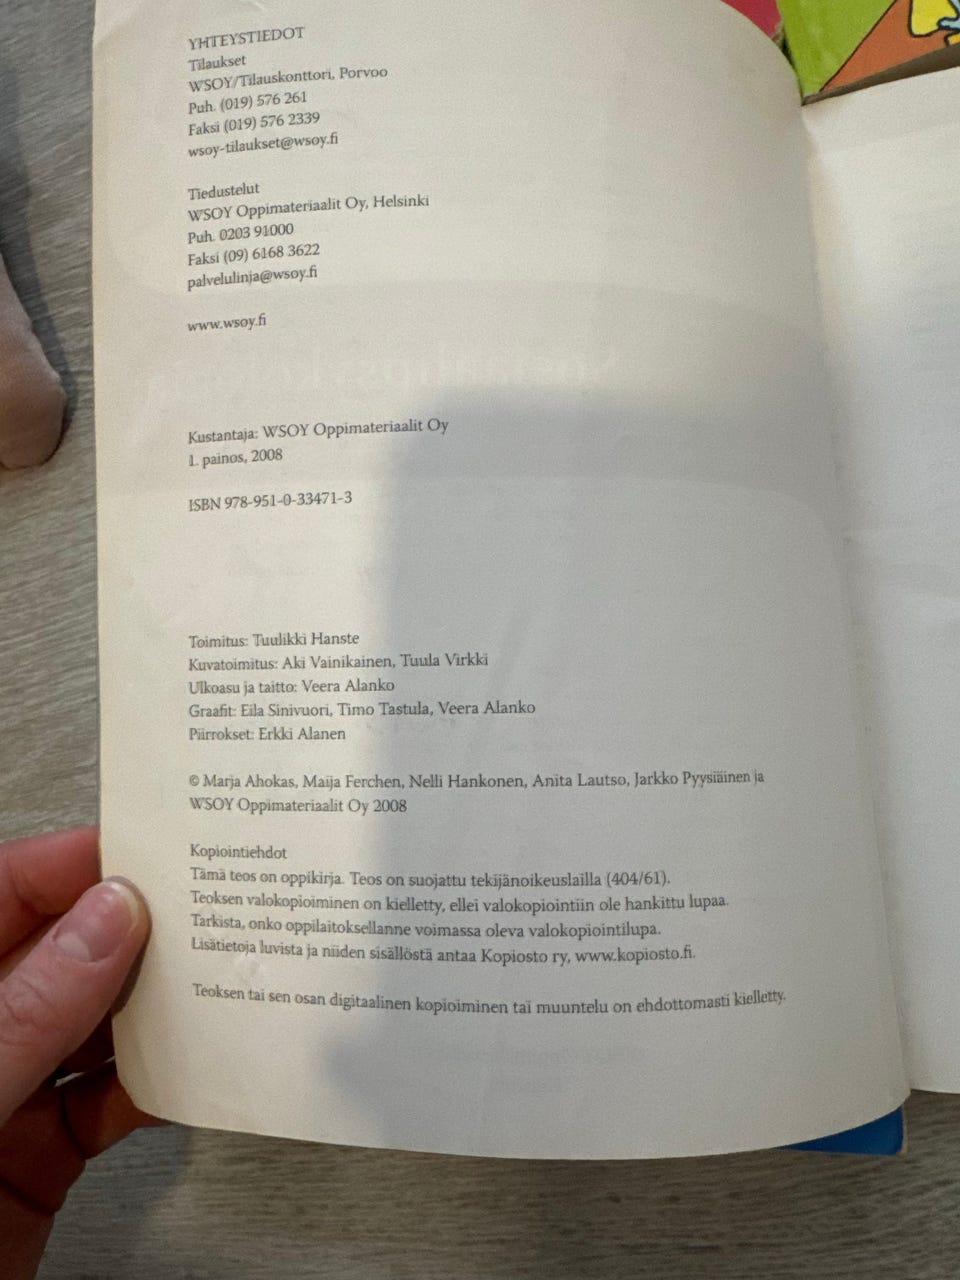 YHTEYSTIEDOT
Tilaukset
WSOY/Tilauskonttori, Porvoo
Puh. (019) 576 261
Faksi (019) 576 2339
wsoy-tilaukset@wsoy.fi
Tiedustelut
WSOY Oppimateriaalit Oy, Helsinki
Puh. 0203 91000
Faksi (09) 6168 3622
palvelulinja@wsoy.fi
www.wsoy.fi
Kustantaja: WSOY Oppimateriaalit Oy
1. painos, 2008
ISBN 978-951-0-33471-3
Toimitus: Tuulikki Hanste
Kuvatoimitus: Aki Vainikainen, Tuula Virkki
Ulkoasu ja taitto: Veera Alanko
Graafit: Eila Sinivuori, Timo Tastula, Veera Alanko
Piirrokset: Erkki Alanen
© Marja Ahokas, Maija Ferchen, Nelli Hankonen, Anita Lautso, Jarkko Pyysiäinen ja
WSOY Oppimateriaalit Oy 2008
Kopiointiehdot
Tämä teos on oppikirja. Teos on suojattu tekijänoikeuslailla (404/61).
Teoksen valokopioiminen on kielletty, ellei valokopiointiin ole hankittu lupaa.
Tarkista, onko oppilaitoksellanne voimassa oleva valokopiointilupa.
Lisätietoja luvista ja niiden sisällöstä antaa Kopiosto ry, www.kopiosto.fi.
Teoksen tai sen osan digitaalinen kopioiminen tai muuntelu on ehdottomasti kielletty.